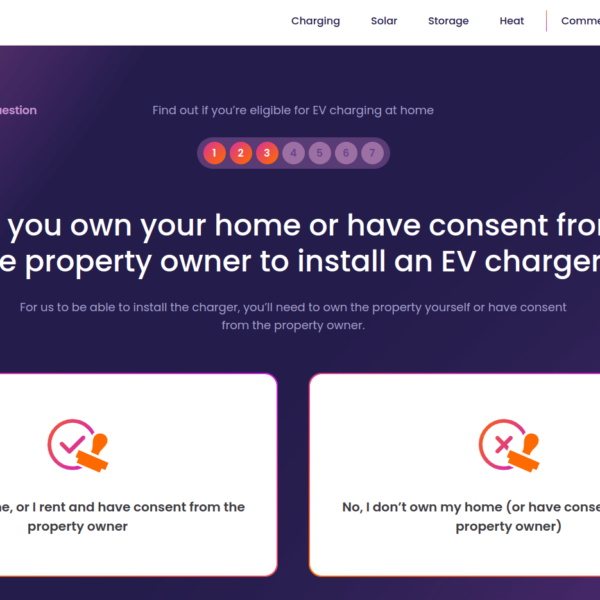 Charging Solar Storage Heat Comme
estion Find out if you’re eligible for EV charging at home
1 2 3 4 5 6 7
you own your home or have consent fro
e property owner to install an EV charger
For us to be able to install the charger, you’ll need to own the property yourself or have consent
from the property owner.
e, or I rent and have consent from the
property owner
No, I don’t own my home (or have conse
property owner)